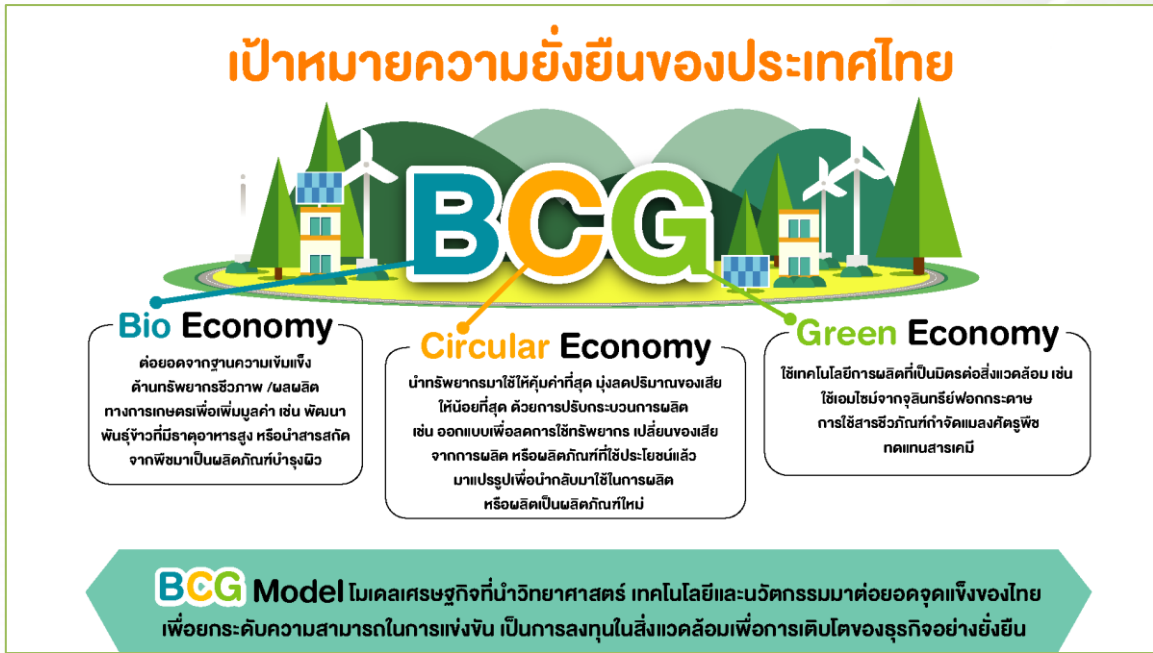 เป้าหมายความยั่งยืนของประเทศไทย
BCG
Bio Economy
ต่อยอดจากฐานความเข้มแข็ง
ด้านทรัพยากรชีวภาพ /ผลผลิต
ทางการเกษตรเพื่อเพิ่มมูลค่า เช่น พัฒนา
พันธุ์ข้าวที่มีธาตุอาหารสูง หรือนำสารสกัด
จากพืชมาเป็นผลิตภัณฑ์บำรุงผิว
Circular Economy
นำทรัพยากรมาใช้ให้คุ้มค่าที่สุด มุ่งลดปริมาณของเสีย
ให้น้อยที่สุด ด้วยการปรับกระบวนการผลิต
เช่น ออกแบบเพื่อลดการใช้ทรัพยากร เปลี่ยนของเสีย
จากการผลิต หรือผลิตภัณฑ์ที่ใช้ประโยชน์แล้ว
มาแปรรูปเพื่อนำกลับมาใช้ในการผลิต
หรือผลิตเป็นผลิตภัณฑ์ใหม่
Green Economy
ใช้เทคโนโลยีการผลิตที่เป็นมิตรต่อสิ่งแวดล้อม เช่น
ใช้เอนไซม์จากจุลินทรีย์ฟอกกระดาษ
การใช้สารชีวภัณฑ์กำจัดแมลงศัตรูพืช
ทดแทนสารเคมี
BCG Model โมเดลเศรษฐกิจที่นำวิทยาศาสตร์ เทคโนโลยีและนวัตกรรมมาต่อยอดจุดแข็งของไทย
เพื่อยกระดับความสามารถในการแข่งขัน เป็นการลงทุนในสิ่งแวดล้อมเพื่อการเติบโตของธุรกิจอย่างยั่งยืน